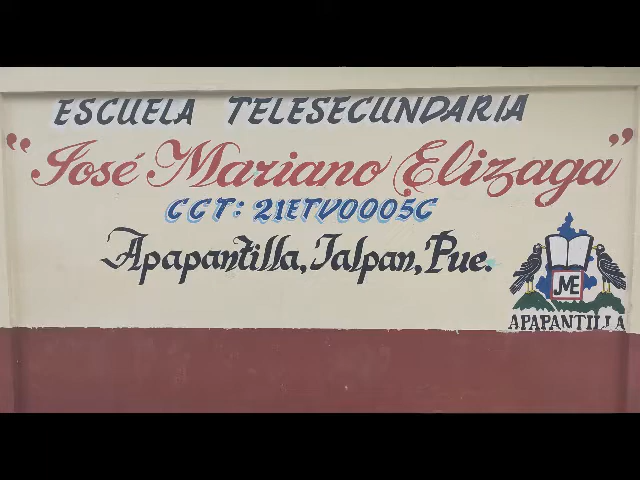 ESCUELA TELESECUNDARIA
"José Mariano Elizaga"
CCT: 21ETV0005C
Apapantilla, Jalpan, Pue.
JME
APAPANTILLA